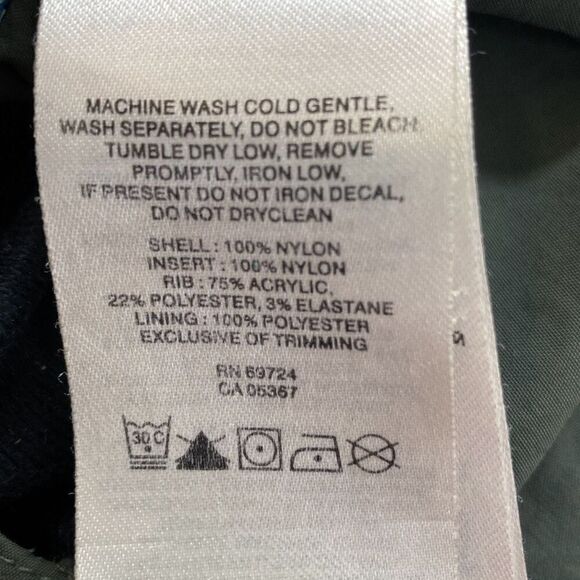 MACHINE WASH COLD GENTLE,
WASH SEPARATELY, DO NOT BLEACH,
TUMBLE DRY LOW, REMOVE
PROMPTLY, IRON LOW,
IF PRESENT DO NOT IRON DECAL,
DO NOT DRYCLEAN
SHELL : 100% NYLON
INSERT : 100% NYLON
RIB : 75% ACRYLIC,
22% POLYESTER, 3% ELASTANE
LINING : 100% POLYESTER
EXCLUSIVE OF TRIMMING
RN 69724
CA 05367
30 C